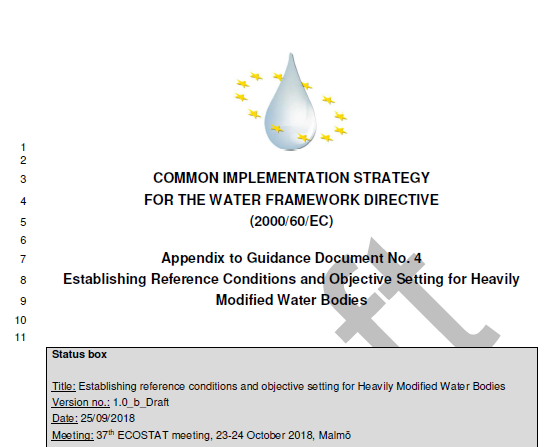 1
2
3 COMMON IMPLEMENTATION STRATEGY
4 FOR THE WATER FRAMEWORK DIRECTIVE
5 (2000/60/EC)
6
7 Appendix to Guidance Document No. 4
8 Establishing Reference Conditions and Objective Setting for Heavily
9 Modified Water Bodies
10
11
Status box
Title: Establishing reference conditions and objective setting for Heavily Modified Water Bodies
Version no.: 1.0_b_Draft
Date: 25/09/2018
Meeting: 37th ECOSTAT meeting, 23-24 October 2018, Malmö